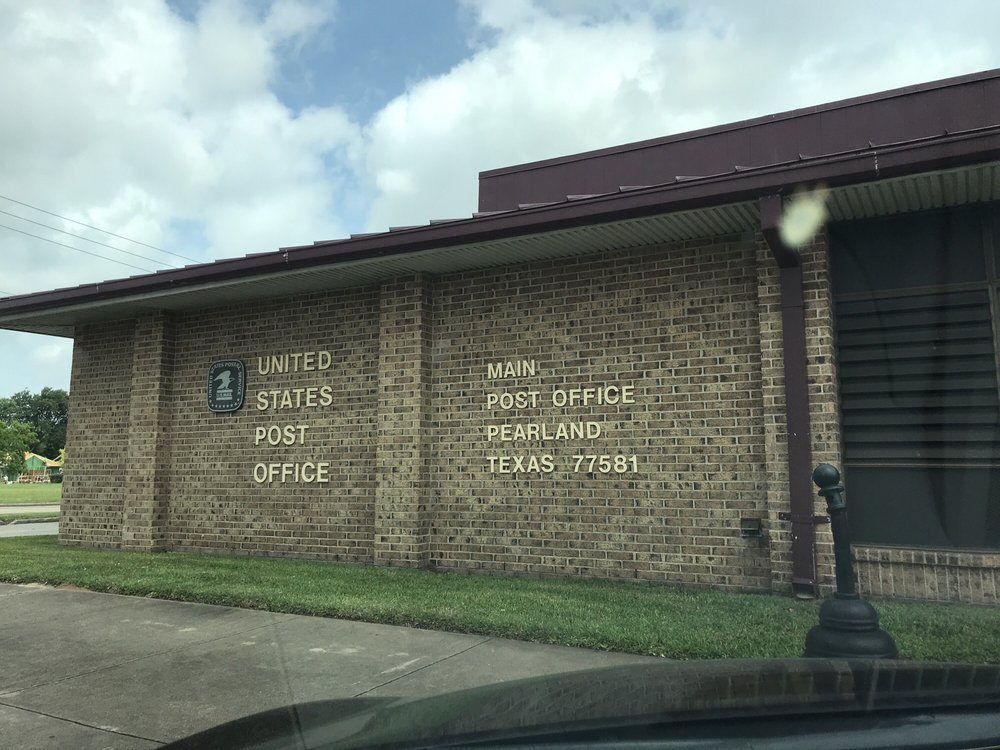 UNITED
STATES
POST
OFFICE
MAIN
POST OFFICE
PEARLAND
TEXAS 77581